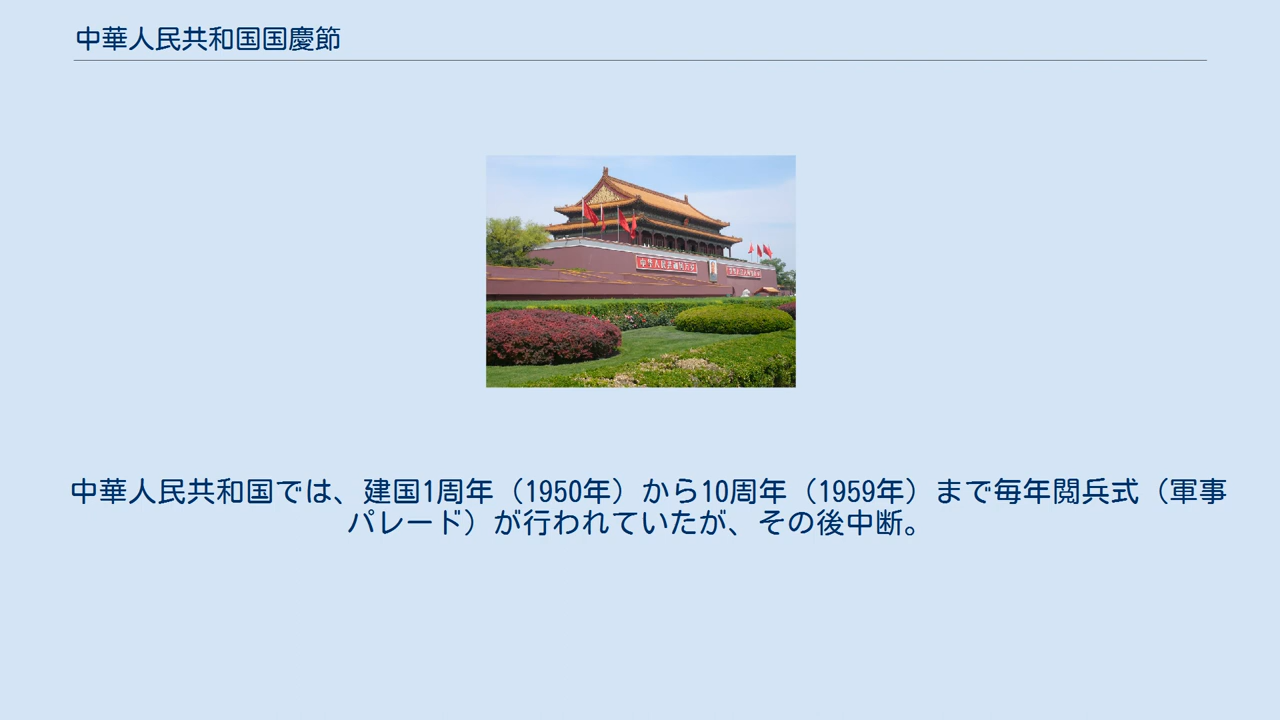 中華人民共和国国慶節
中華人民共和国では、建国1周年（1950年）から10周年（1959年）まで毎年閲兵式（軍事
パレード）が行われていたが、その後中断。